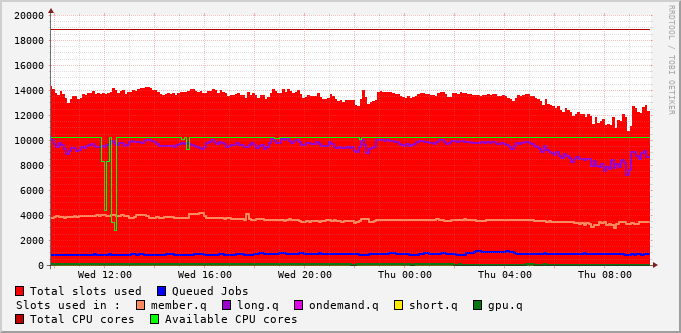 20000
18000
16000
14000
12000
10000
8000
6000
4000
2000
0
Wed 12:00 Wed 16:00 Wed 20:00 Thu 00:00 Thu 04:00 Thu 08:00
RRDTOOL / TOBI OETIKER
Total slots used Queued Jobs
Slots used in : member.q long.q ondemand.q short.q gpu.q
Total CPU cores Available CPU cores